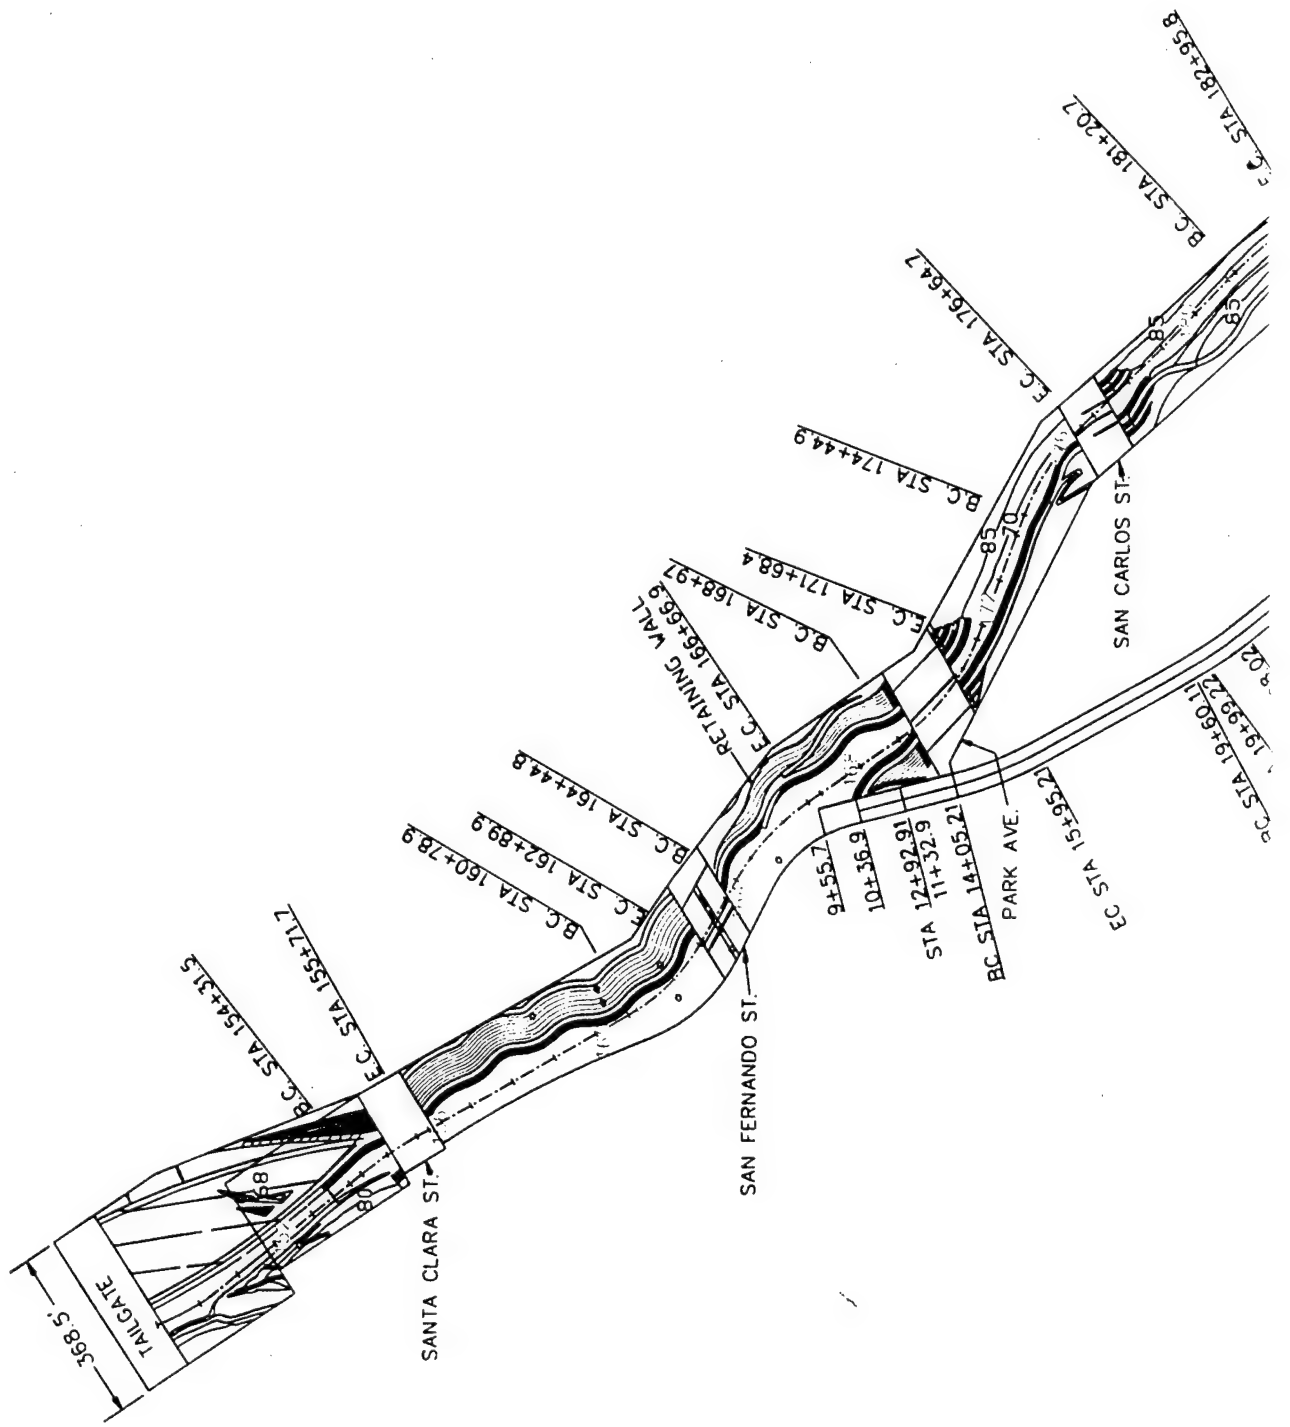 368.5'
TAILGATE
B.C. STA 154+31.5
E.C. STA 155+71.7
68
80
SANTA CLARA ST.
B.C. STA 160+78.9
E.C. STA 162+89.9
B.C. STA 164+44.8
SAN FERNANDO ST.
RETAINING WALL
E.C. STA 166+66.9
B.C. STA 168+97
E.C. STA 171+68.4
9+55.7
10+36.9
STA 12+92.91
11+32.9
BC. STA 14+05.21
PARK AVE.
EC STA 15+95.27
B.C. STA 174+44.9
85
70
E.C. STA 176+64.7
SAN CARLOS ST.
85
85
B.C. STA 181+20.7
E.C. STA 182+95.8
STA 19+60.11
19+99.22
8.02